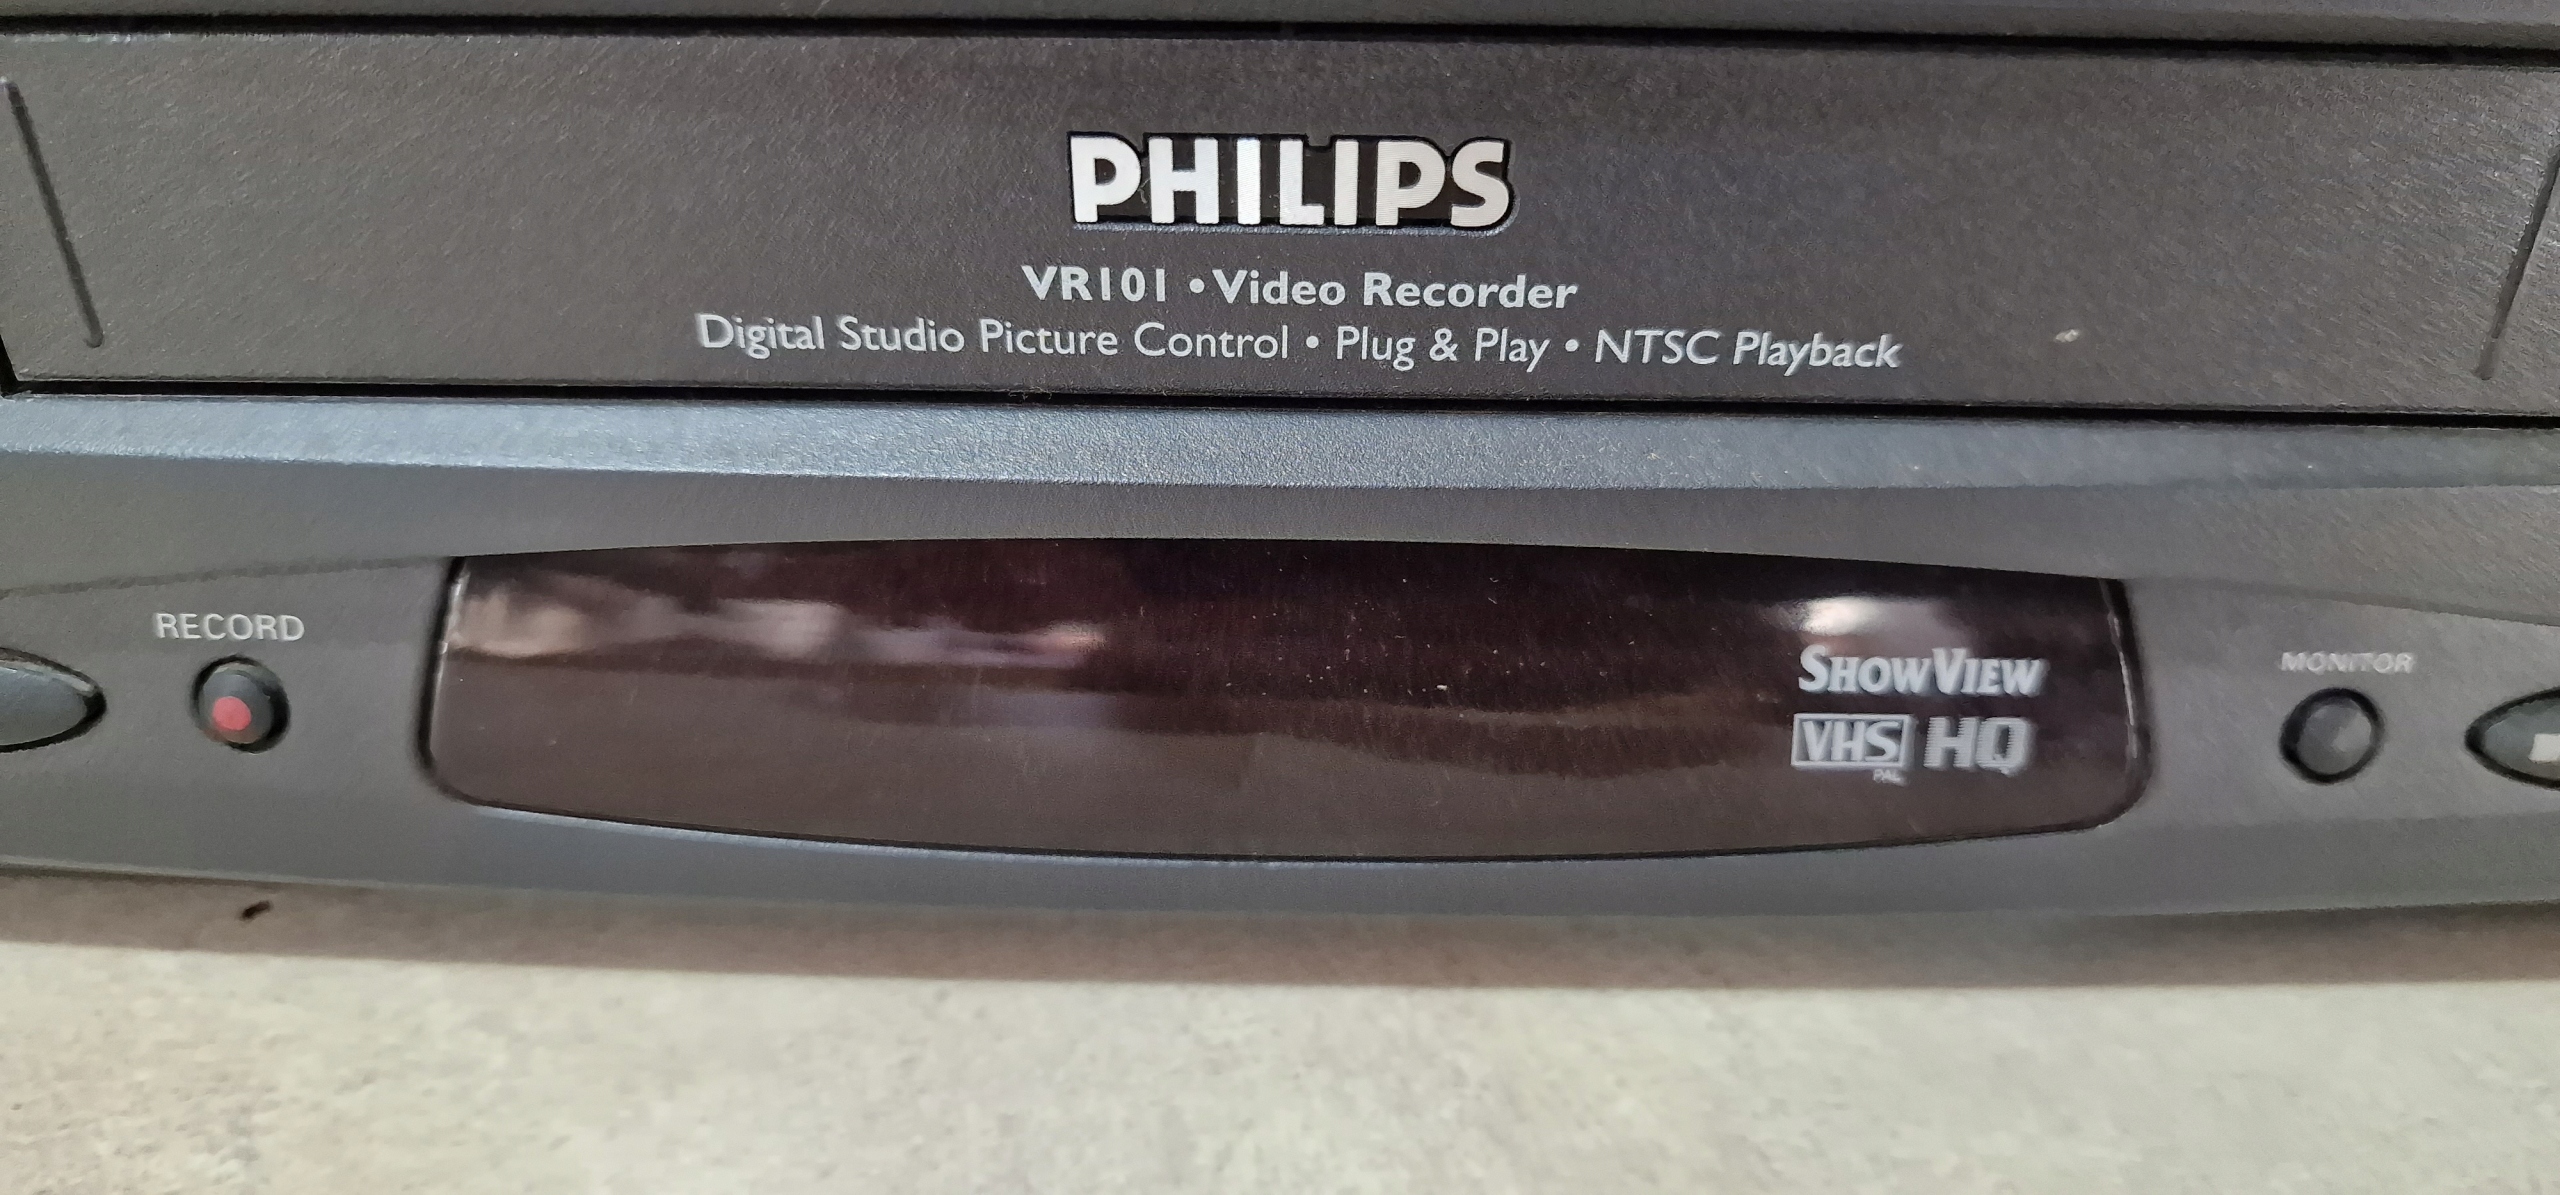 PHILIPS
VR101 • Video Recorder
Digital Studio Picture Control • Plug & Play • NTSC Playback
RECORD
SHOWVIEW
MONITOR
VHS HQ
PAL